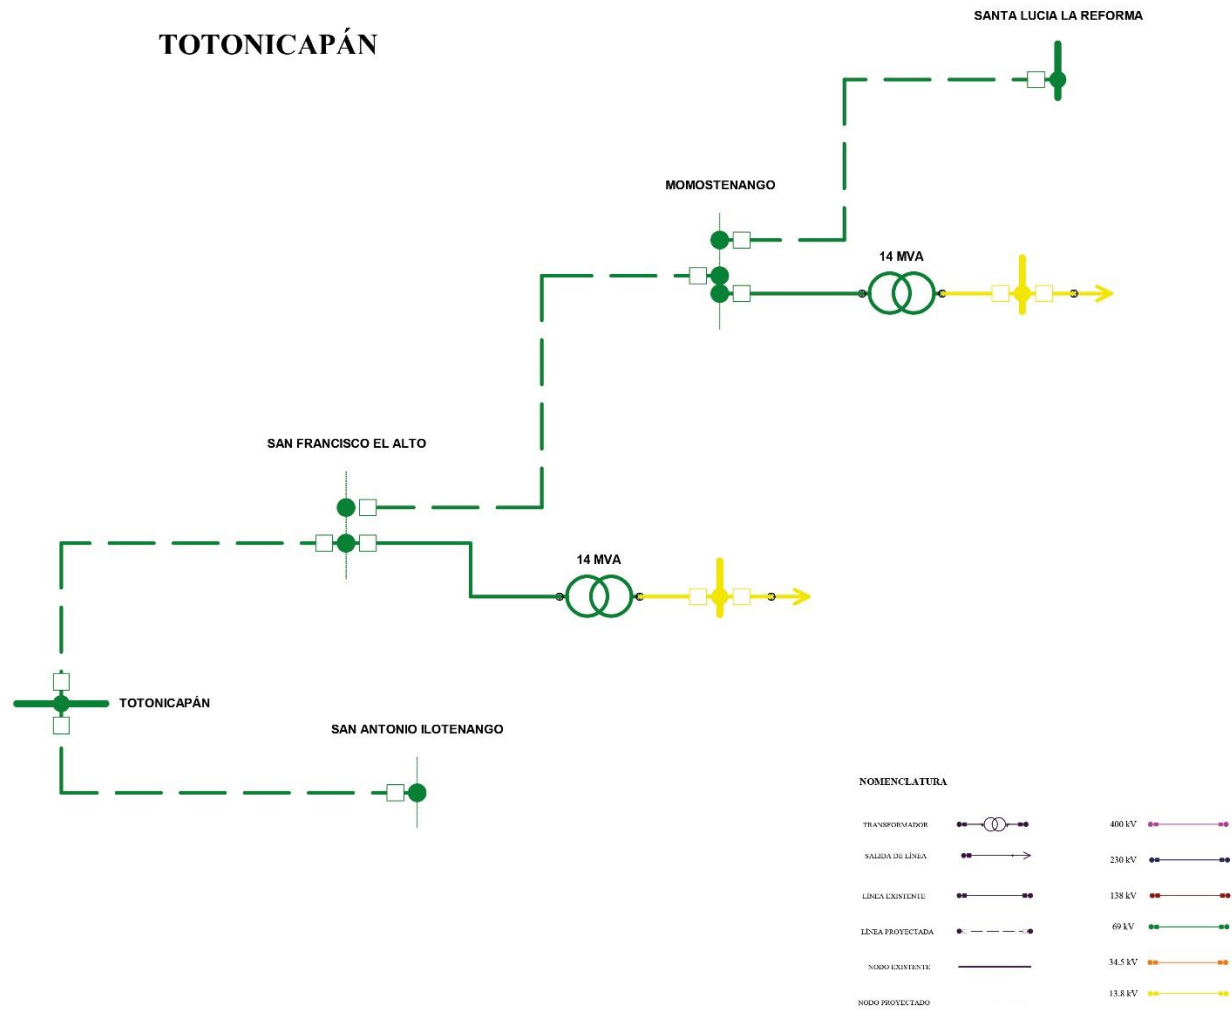 SANTA LUCIA LA REFORMA
TOTONICAPÁN
MOMOSTENANGO
14 MVA
SAN FRANCISCO EL ALTO
14 MVA
TOTONICAPÁN
SAN ANTONIO ILOTENANGO
NOMENCLATURA
TRANSFORMADOR
400 kV
SALIDA DE LÍNEA
230 kV
LÍNEA EXISTENTE
138 kV
LÍNEA PROYECTADA
69 kV
NODO EXISTENTE
34.5 kV
NODO PROYECTADO
13.8 kV